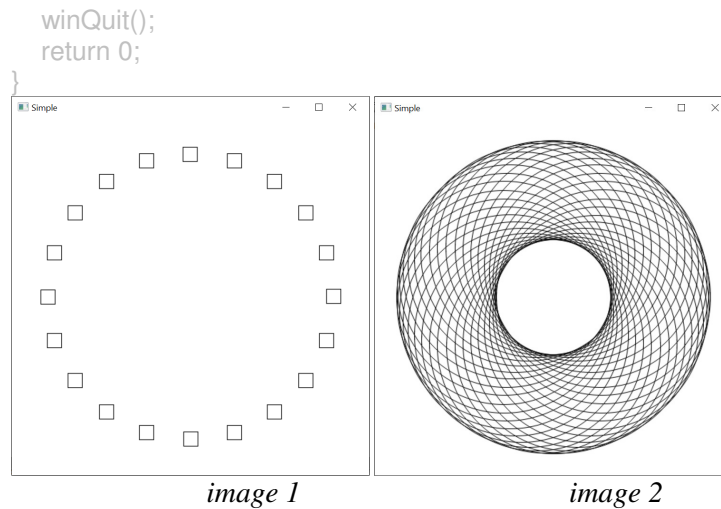 winQuit();
return 0;
}
Simple
Simple
image 1
image 2